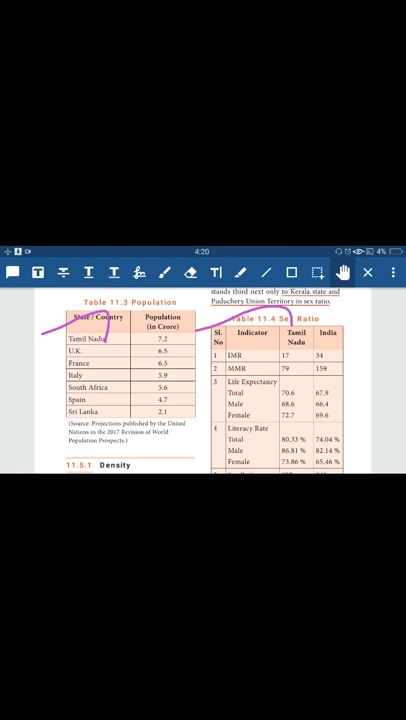 4:20
4%
stands third next only to Kerala state and
Puduchery Union Territory in sex ratio.
Table 11.3 Population
State / Country Population (in Crore)
Tamil Nadu 7.2
U.K. 6.5
France 6.5
Italy 5.9
South Africa 5.6
Spain 4.7
Sri Lanka 2.1
(Source: Projections published by the United
Nations in the 2017 Revision of World
Population Prospects.)
11.5.1 Density
Table 11.4 Sex Ratio
Sl. No Indicator Tamil Nadu India
1 IMR 17 34
2 MMR 79 159
3 Life Expectancy
Total 70.6 67.9
Male 68.6 66.4
Female 72.7 69.6
4 Literacy Rate
Total 80.33 % 74.04 %
Male 86.81 % 82.14 %
Female 73.86 % 65.46 %